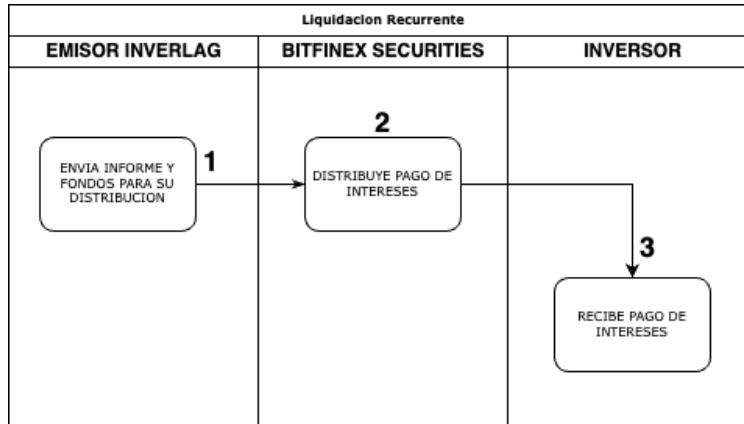 Liquidacion Recurrente
EMISOR INVERLAG
BITFINEX SECURITIES
INVERSOR
ENVIA INFORME Y
FONDOS PARA SU
DISTRIBUCION
1
2
DISTRIBUYE PAGO DE
INTERESES
3
RECIBE PAGO DE
INTERESES